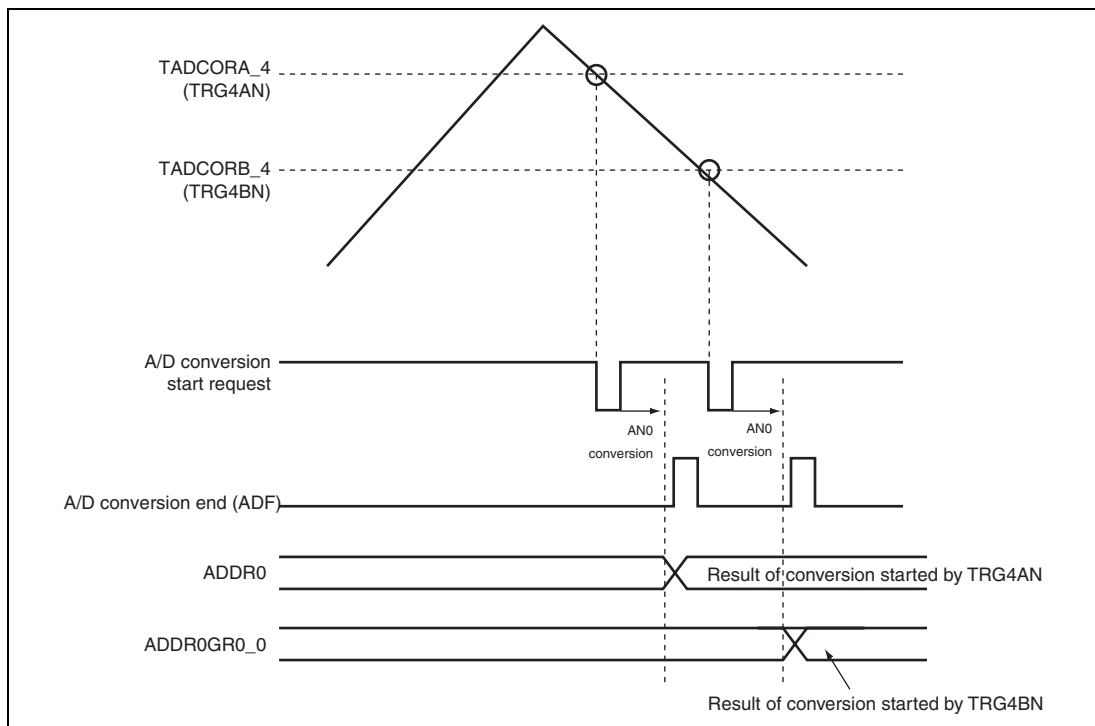 TADCORA_4
(TRG4AN)
TADCORB_4
(TRG4BN)
A/D conversion
start request
AN0
conversion
AN0
conversion
A/D conversion end (ADF)
ADDR0
Result of conversion started by TRG4AN
ADDR0GR0_0
Result of conversion started by TRG4BN